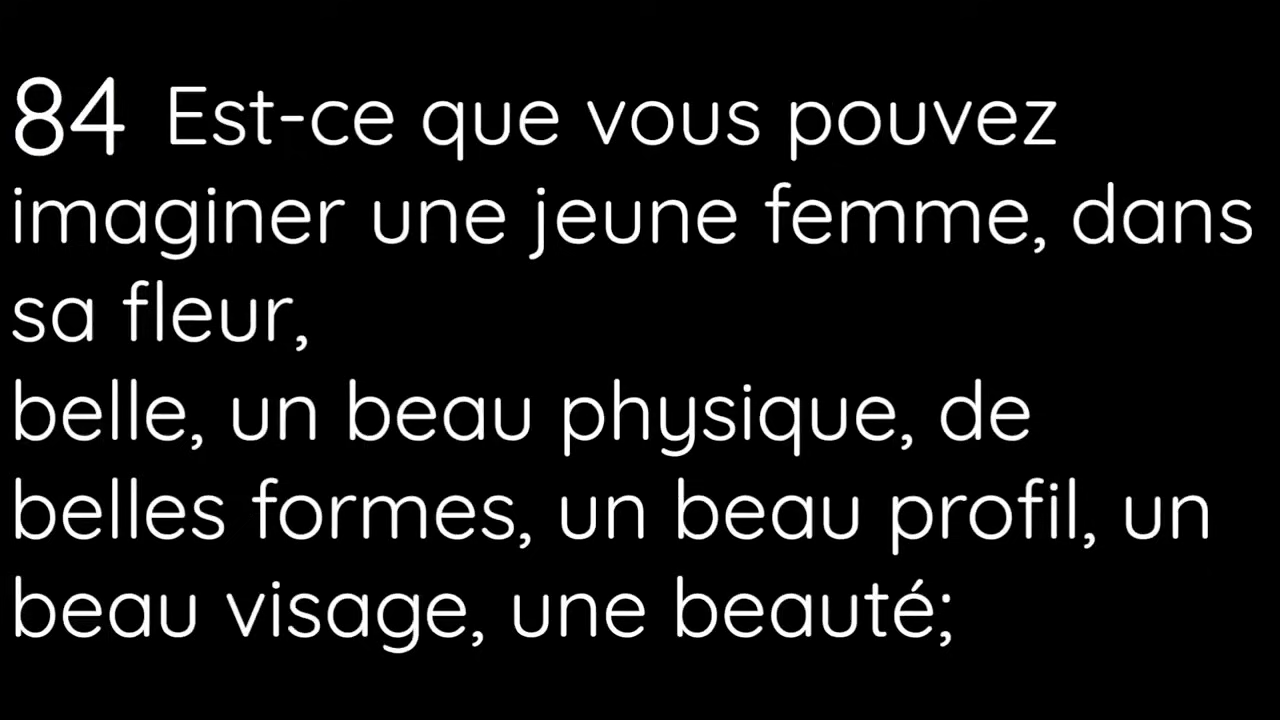 84 Est-ce que vous pouvez
imaginer une jeune femme, dans
sa fleur,
belle, un beau physique, de
belles formes, un beau profil, un
beau visage, une beauté;